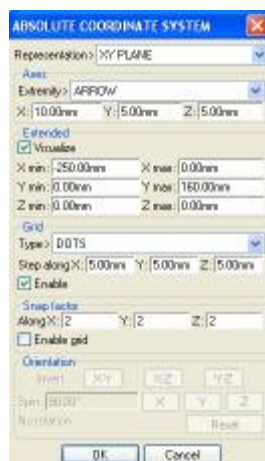 ABSOLUTE COORDINATE SYSTEM
Representation> XY PLANE
Axes
Extremity> ARROW
X: 10.00mm Y: 5.00mm Z: 5.00mm
Extended
Visualize
X min: -250.00mm X max: 0.00mm
Y min: 0.00mm Y max: 160.00mm
Z min: 0.00mm Z max: 0.00mm
Grid
Type> DOTS
Step along X: 5.00mm Y: 5.00mm Z: 5.00mm
Enable
Snap factor
Along X: 2 Y: 2 Z: 2
Enable grid
Orientation
Invert X/Y X/Z Y/Z
Spin: 90.00° X Y Z
No rotation Reset
OK Cancel